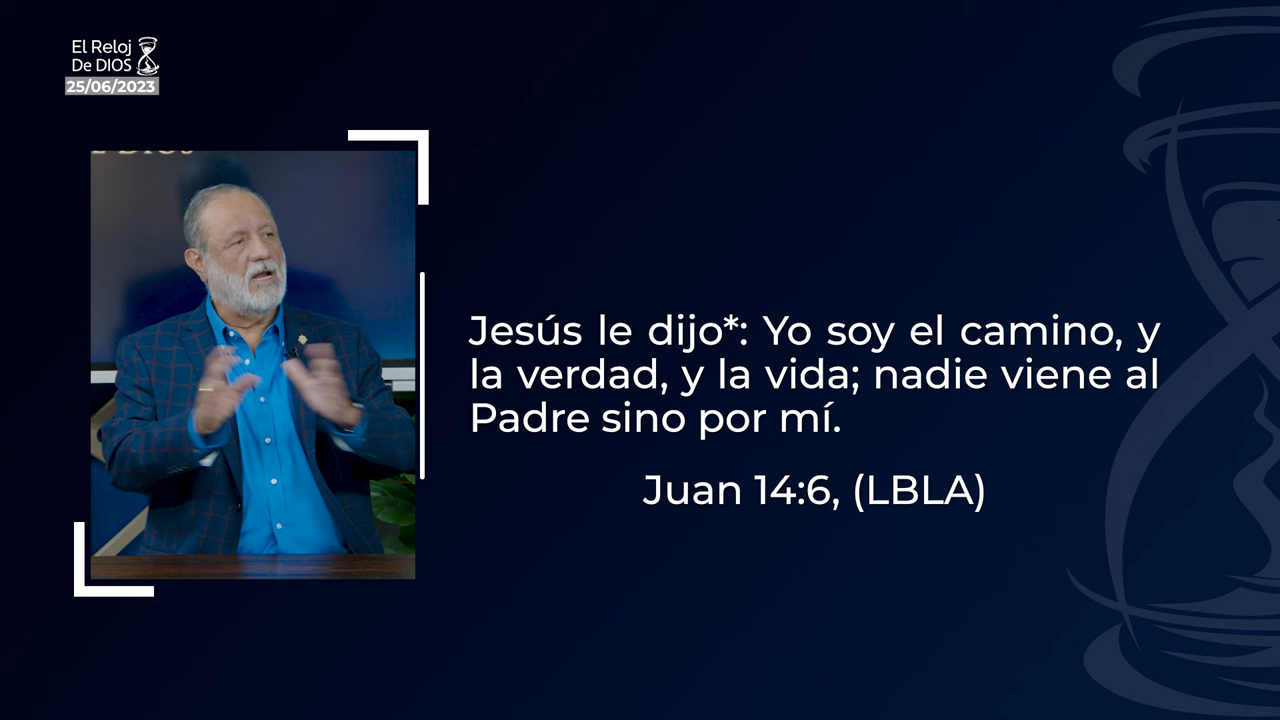 El Reloj
De DIOS
25/06/2023
Jesús le dijo*: Yo soy el camino, y
la verdad, y la vida; nadie viene al
Padre sino por mí.
Juan 14:6, (LBLA)